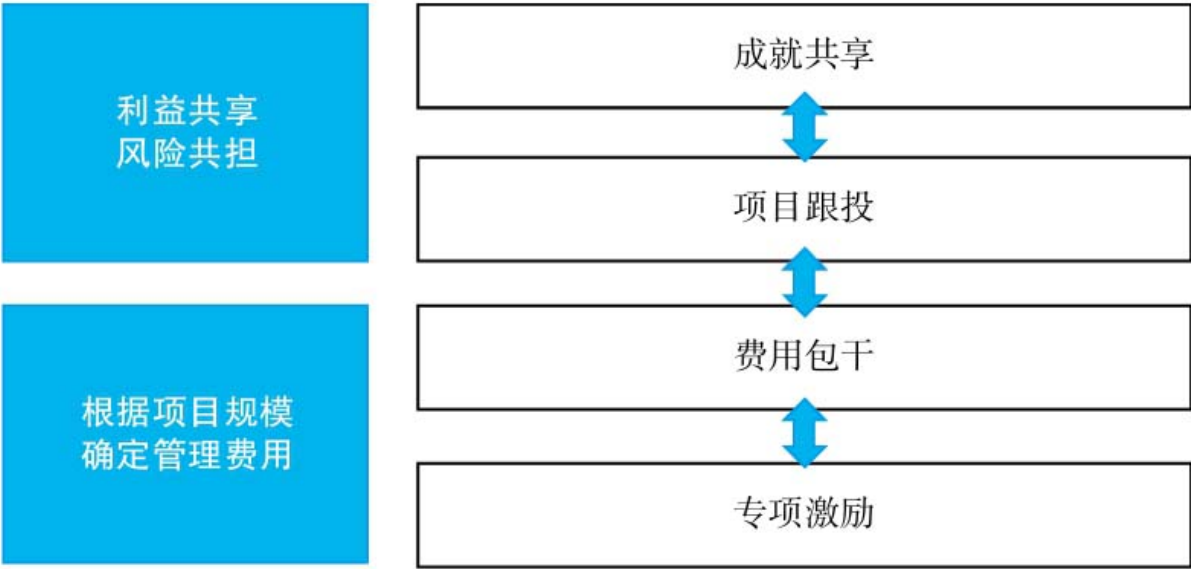 利益共享
风险共担
成就共享
项目跟投
根据项目规模
确定管理费用
费用包干
专项激励